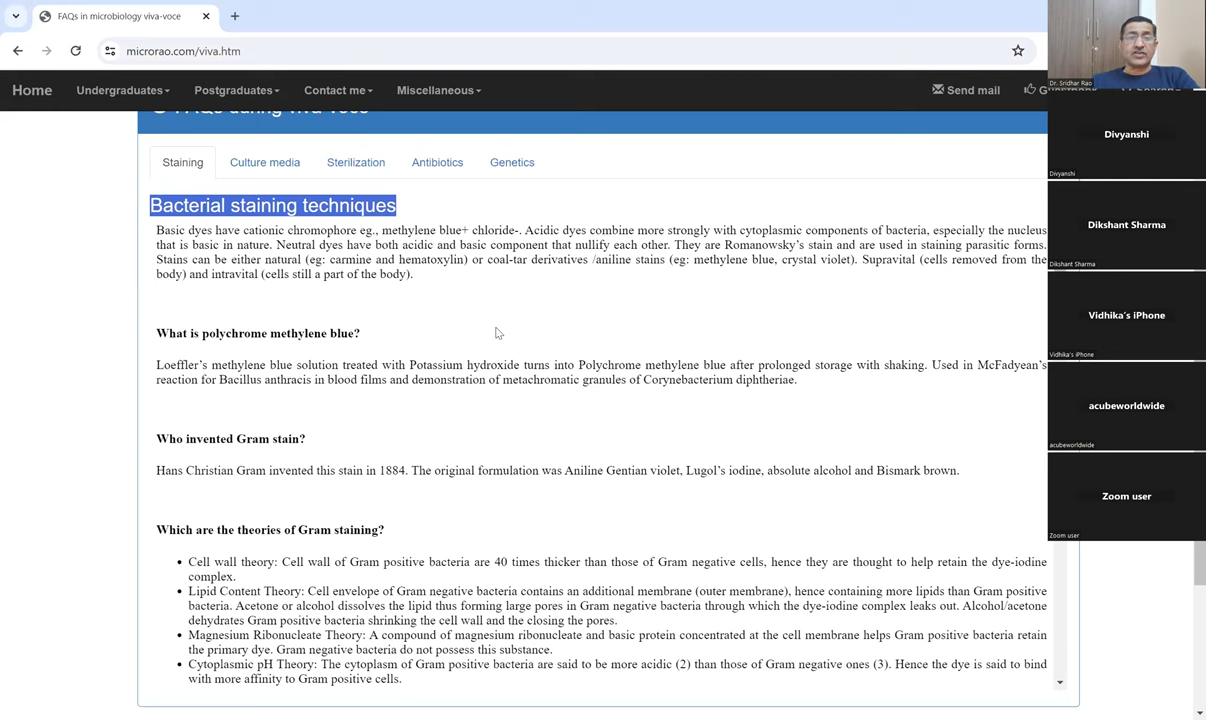 FAQs in microbiology viva-voce
microrao.com/viva.htm
Home Undergraduates Postgraduates Contact me Miscellaneous Send mail
FAQs during viva voce
Staining Culture media Sterilization Antibiotics Genetics
Bacterial staining techniques
Basic dyes have cationic chromophore eg., methylene blue+ chloride-. Acidic dyes combine more strongly with cytoplasmic components of bacteria, especially the nucleus
that is basic in nature. Neutral dyes have both acidic and basic component that nullify each other. They are Romanowsky's stain and are used in staining parasitic forms.
Stains can be either natural (eg: carmine and hematoxylin) or coal-tar derivatives /aniline stains (eg: methylene blue, crystal violet). Supravital (cells removed from the
body) and intravital (cells still a part of the body).
What is polychrome methylene blue?
Loeffler's methylene blue solution treated with Potassium hydroxide turns into Polychrome methylene blue after prolonged storage with shaking. Used in McFadyean's
reaction for Bacillus anthracis in blood films and demonstration of metachromatic granules of Corynebacterium diphtheriae.
Who invented Gram stain?
Hans Christian Gram invented this stain in 1884. The original formulation was Aniline Gentian violet, Lugol's iodine, absolute alcohol and Bismark brown.
Which are the theories of Gram staining?
• Cell wall theory: Cell wall of Gram positive bacteria are 40 times thicker than those of Gram negative cells, hence they are thought to help retain the dye-iodine
complex.
• Lipid Content Theory: Cell envelope of Gram negative bacteria contains an additional membrane (outer membrane), hence containing more lipids than Gram positive
bacteria. Acetone or alcohol dissolves the lipid thus forming large pores in Gram negative bacteria through which the dye-iodine complex leaks out. Alcohol/acetone
dehydrates Gram positive bacteria shrinking the cell wall and the closing the pores.
• Magnesium Ribonucleate Theory: A compound of magnesium ribonucleate and basic protein concentrated at the cell membrane helps Gram positive bacteria retain
the primary dye. Gram negative bacteria do not possess this substance.
• Cytoplasmic pH Theory: The cytoplasm of Gram positive bacteria are said to be more acidic (2) than those of Gram negative ones (3). Hence the dye is said to bind
with more affinity to Gram positive cells.
Dr. Sridhar Rao
Divyanshi
Divyanshi
Dikshant Sharma
Dikshant Sharma
Vidhika's iPhone
Vidhika's iPhone
acubeworldwide
acubeworldwide
Zoom user
Zoom user